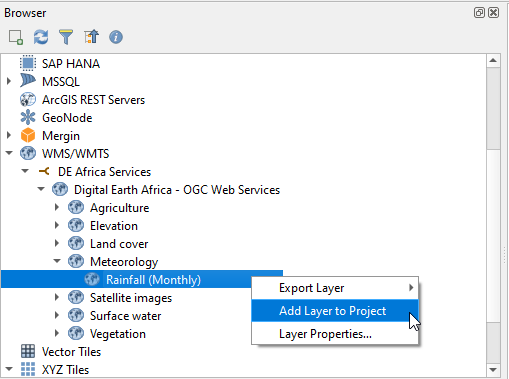 Browser
SAP HANA
MSSQL
ArcGIS REST Servers
GeoNode
Mergin
WMS/WMTS
DE Africa Services
Digital Earth Africa - OGC Web Services
Agriculture
Elevation
Land cover
Meteorology
Rainfall (Monthly)
Export Layer
Add Layer to Project
Layer Properties...
Satellite images
Surface water
Vegetation
Vector Tiles
XYZ Tiles